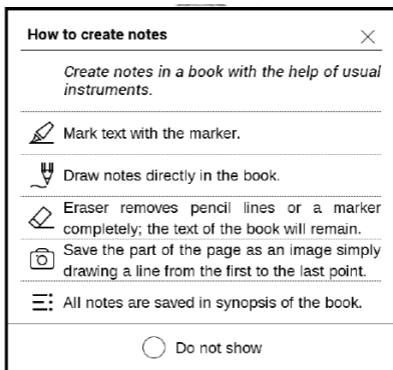 How to create notes
Create notes in a book with the help of usual
instruments.
Mark text with the marker.
Draw notes directly in the book.
Eraser removes pencil lines or a marker
completely; the text of the book will remain.
Save the part of the page as an image simply
drawing a line from the first to the last point.
All notes are saved in synopsis of the book.
Do not show